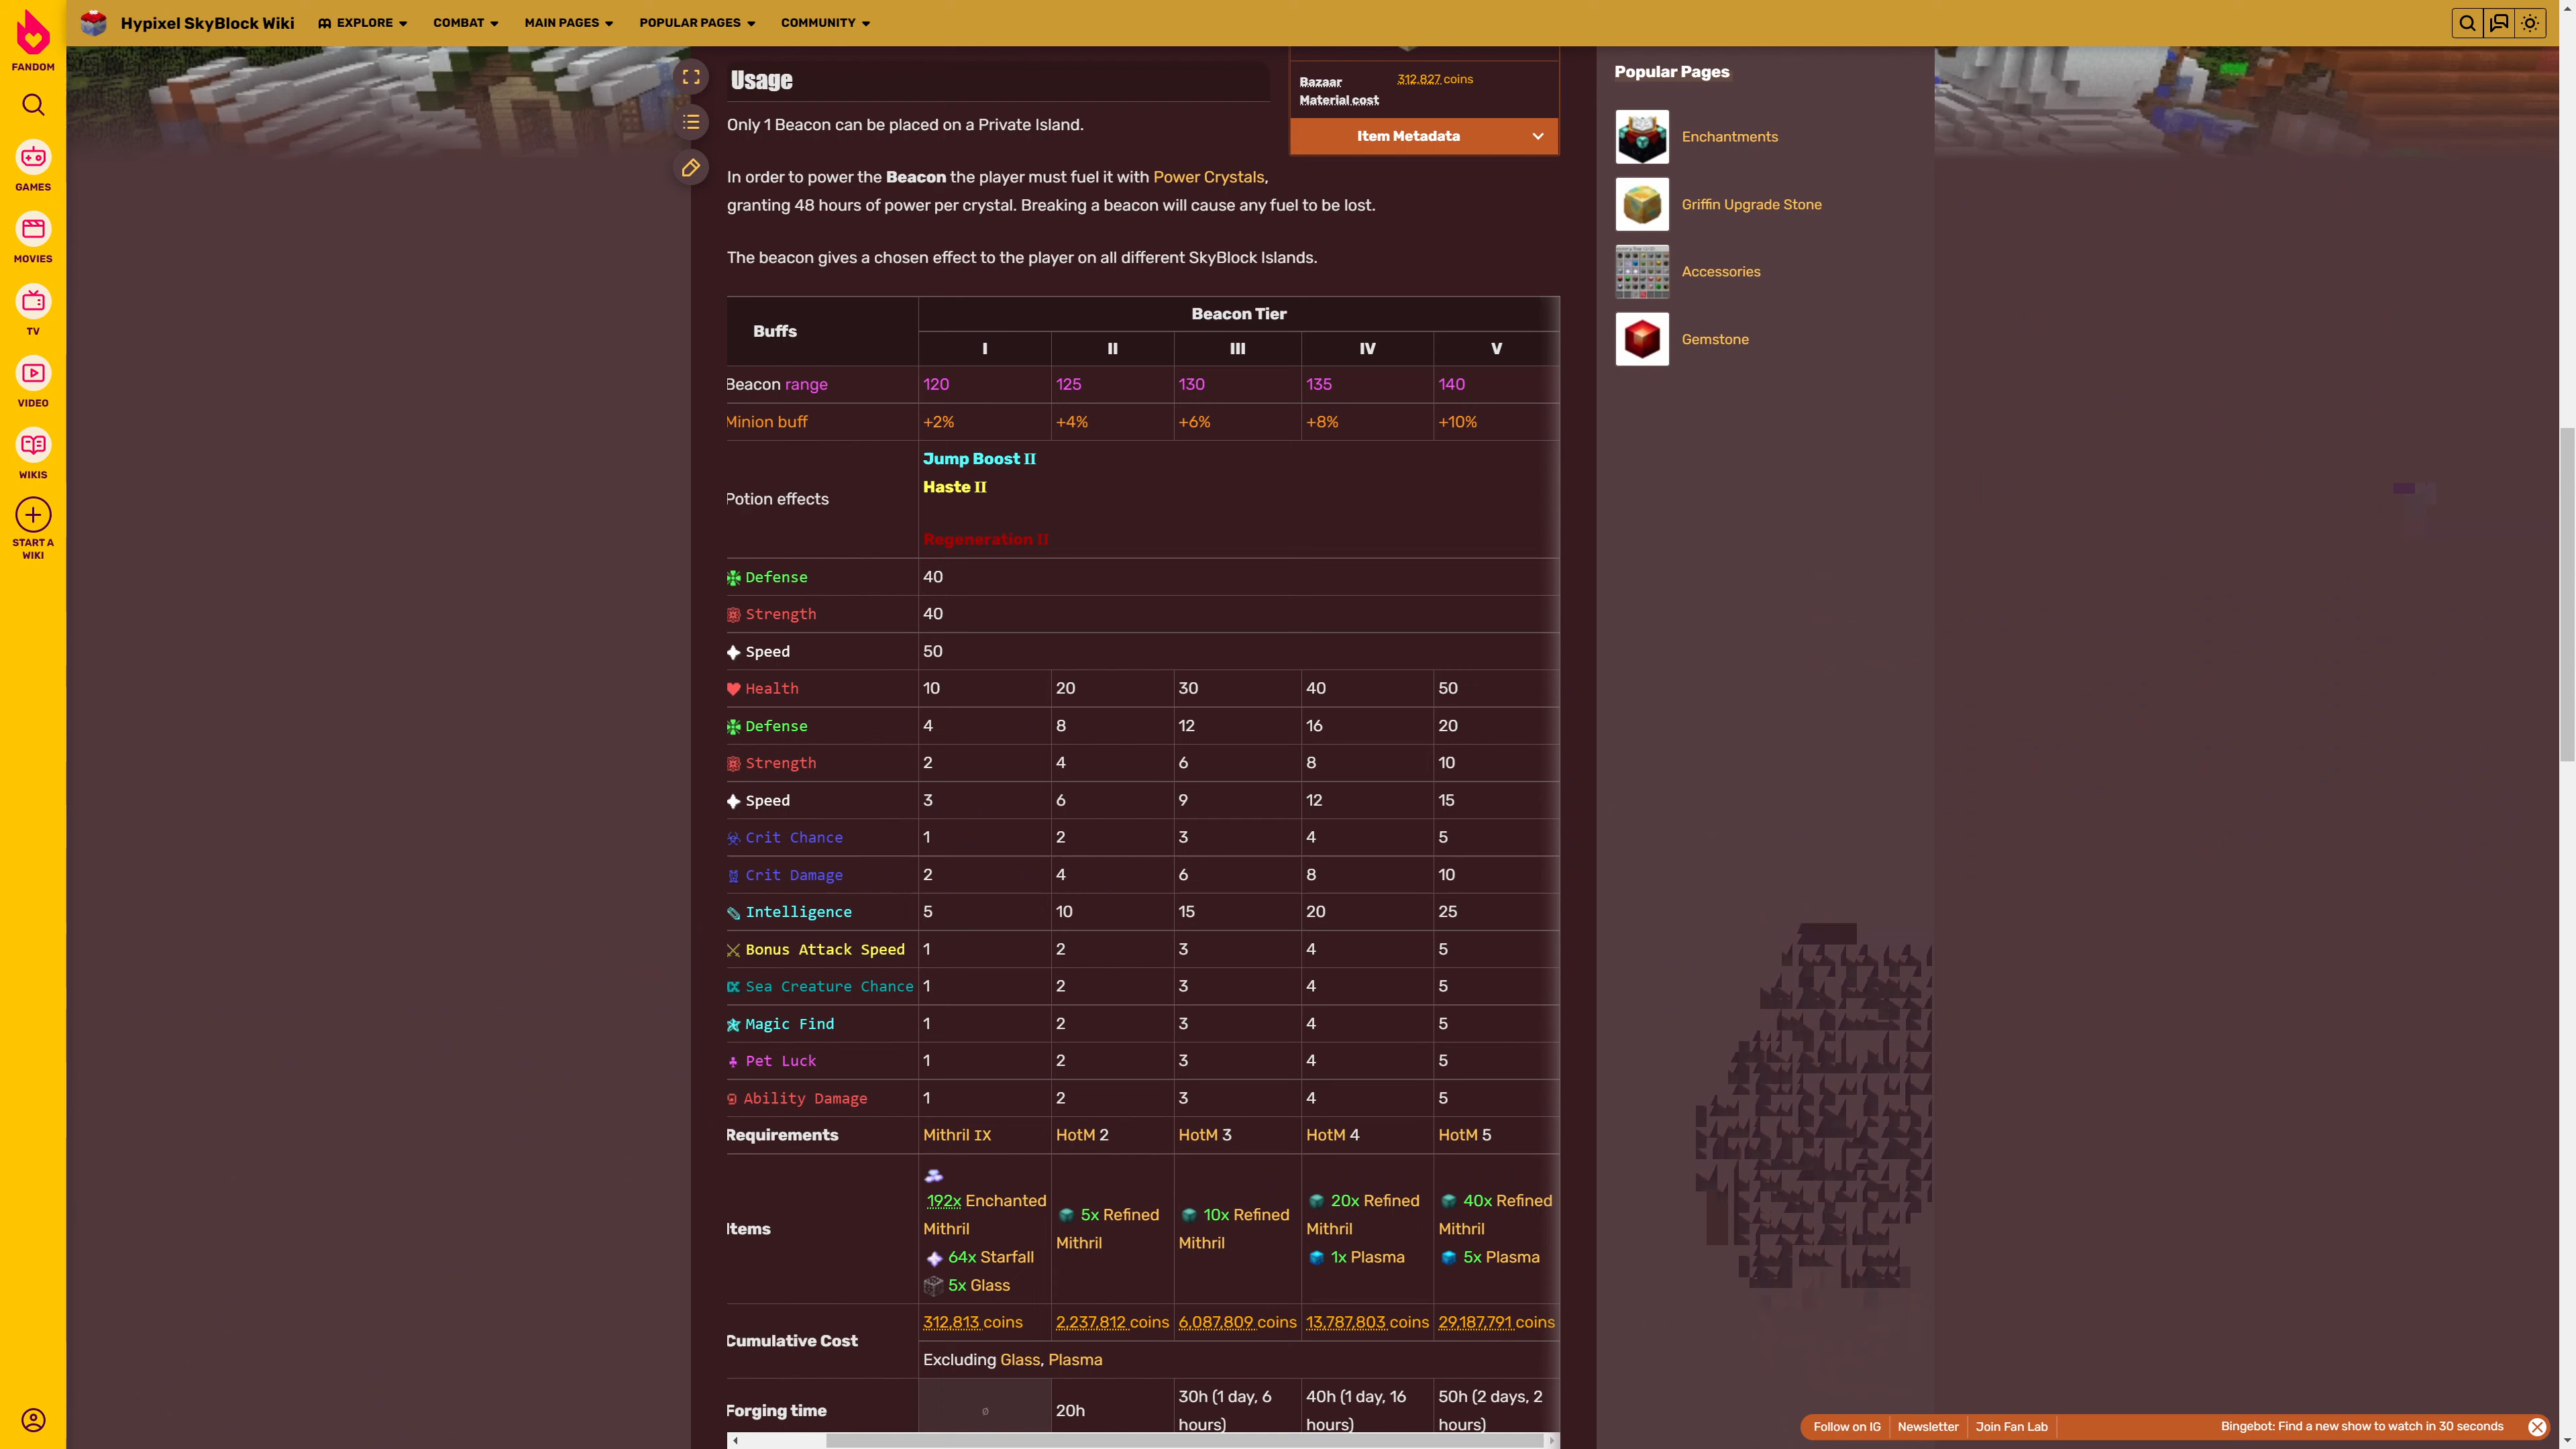 FANDOM
GAMES
MOVIES
TV
VIDEO
WIKIS
START A
WIKI
Hypixel SkyBlock Wiki
EXPLORE
COMBAT
MAIN PAGES
POPULAR PAGES
COMMUNITY
Usage
Only 1 Beacon can be placed on a Private Island.
In order to power the Beacon the player must fuel it with Power Crystals,
granting 48 hours of power per crystal. Breaking a beacon will cause any fuel to be lost.
The beacon gives a chosen effect to the player on all different SkyBlock Islands.
Bazaar
Material cost
312,827 coins
Item Metadata
Buffs
Beacon Tier
I II III IV V
Beacon range 120 125 130 135 140
Minion buff +2% +4% +6% +8% +10%
Potion effects
Jump Boost II
Haste II
Regeneration II
Defense 40
Strength 40
Speed 50
Health 10 20 30 40 50
Defense 4 8 12 16 20
Strength 2 4 6 8 10
Speed 3 6 9 12 15
Crit Chance 1 2 3 4 5
Crit Damage 2 4 6 8 10
Intelligence 5 10 15 20 25
Bonus Attack Speed 1 2 3 4 5
Sea Creature Chance 1 2 3 4 5
Magic Find 1 2 3 4 5
Pet Luck 1 2 3 4 5
Ability Damage 1 2 3 4 5
Requirements Mithril IX HotM 2 HotM 3 HotM 4 HotM 5
Items
192x Enchanted
Mithril
64x Starfall
5x Glass
5x Refined
Mithril
10x Refined
Mithril
20x Refined
Mithril
1x Plasma
40x Refined
Mithril
5x Plasma
Cumulative Cost
312,813 coins 2,237,812 coins 6,087,809 coins 13,787,803 coins 29,187,791 coins
Excluding Glass, Plasma
Forging time
ø
20h
30h (1 day, 6
hours)
40h (1 day, 16
hours)
50h (2 days, 2
hours)
Popular Pages
Enchantments
Griffin Upgrade Stone
Accessories
Gemstone
Follow on IG
Newsletter
Join Fan Lab
Bingebot: Find a new show to watch in 30 seconds